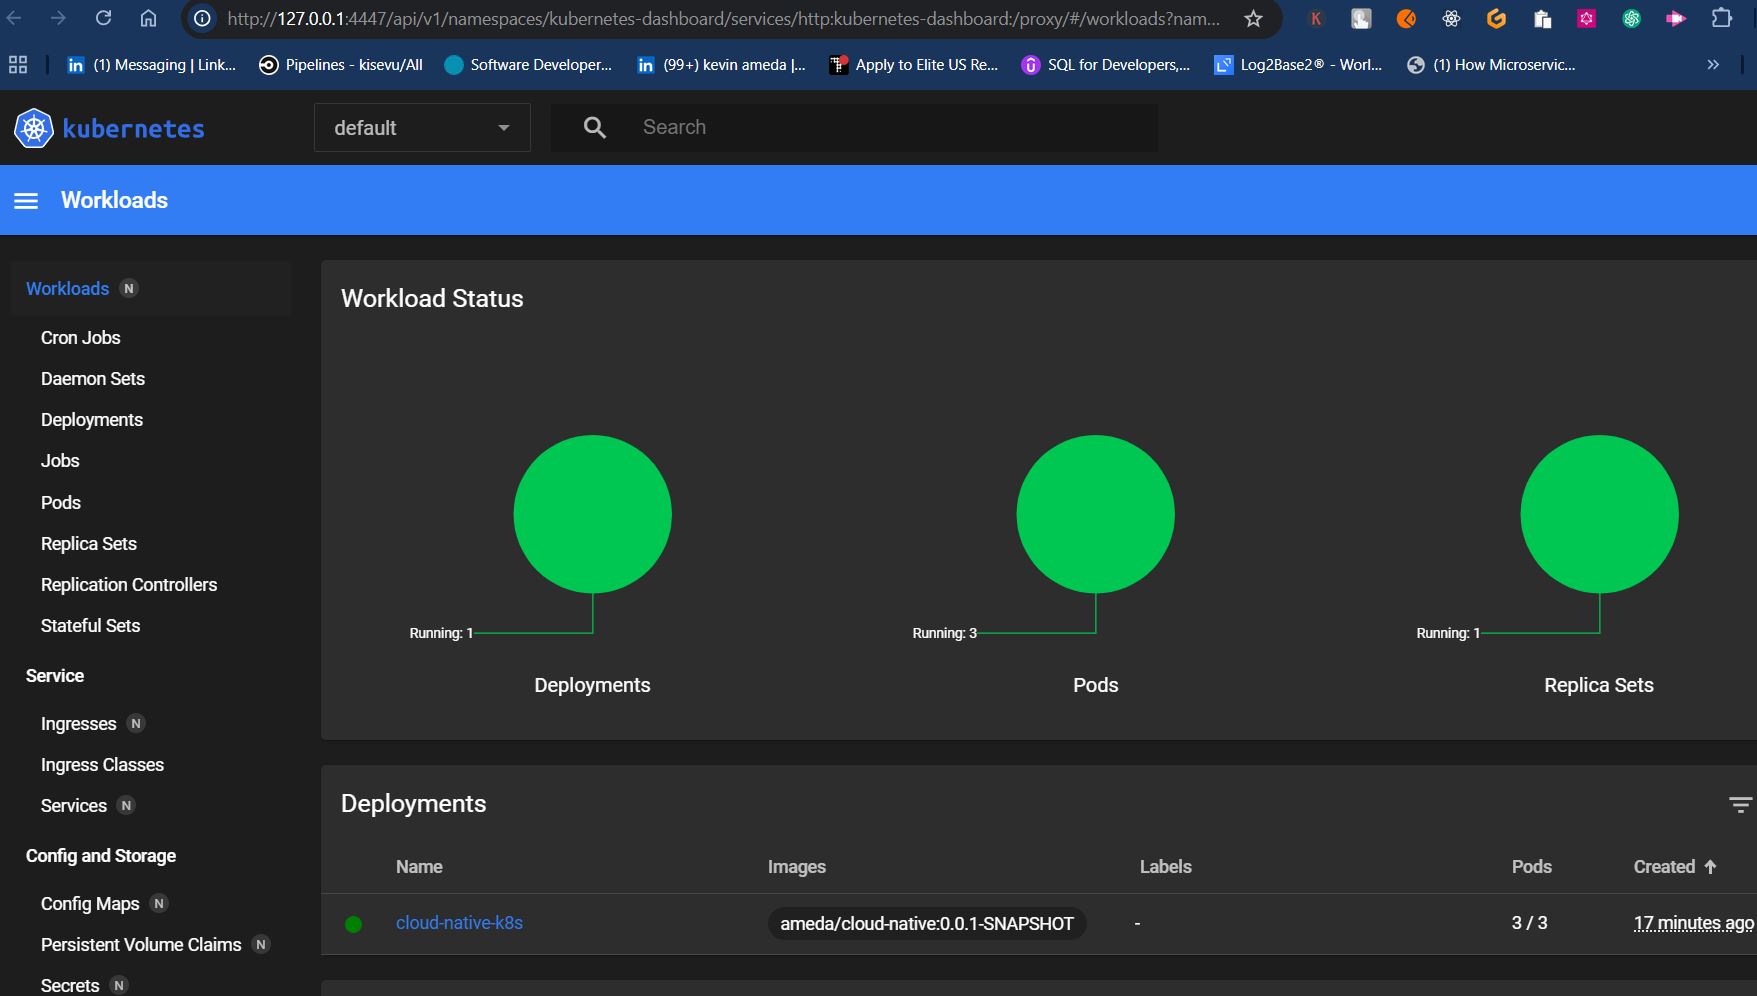 http://127.0.0.1:4447/api/v1/namespaces/kubernetes-dashboard/services/http:kubernetes-dashboard:/proxy/#/workloads?nam...
K
(1) Messaging | Link...
Pipelines - kisevu/All
Software Developer...
(99+) kevin ameda |...
Apply to Elite US Re...
SQL for Developers,...
Log2Base2® - Worl...
(1) How Microservic...
kubernetes
default
Search
Workloads
Workloads N
Cron Jobs
Daemon Sets
Deployments
Jobs
Pods
Replica Sets
Replication Controllers
Stateful Sets
Service
Ingresses N
Ingress Classes
Services N
Config and Storage
Config Maps N
Persistent Volume Claims N
Secrets N
Workload Status
Running: 1
Deployments
Running: 3
Pods
Running: 1
Replica Sets
Deployments
Name Images Labels Pods Created
cloud-native-k8s ameda/cloud-native:0.0.1-SNAPSHOT - 3 / 3 17 minutes ago